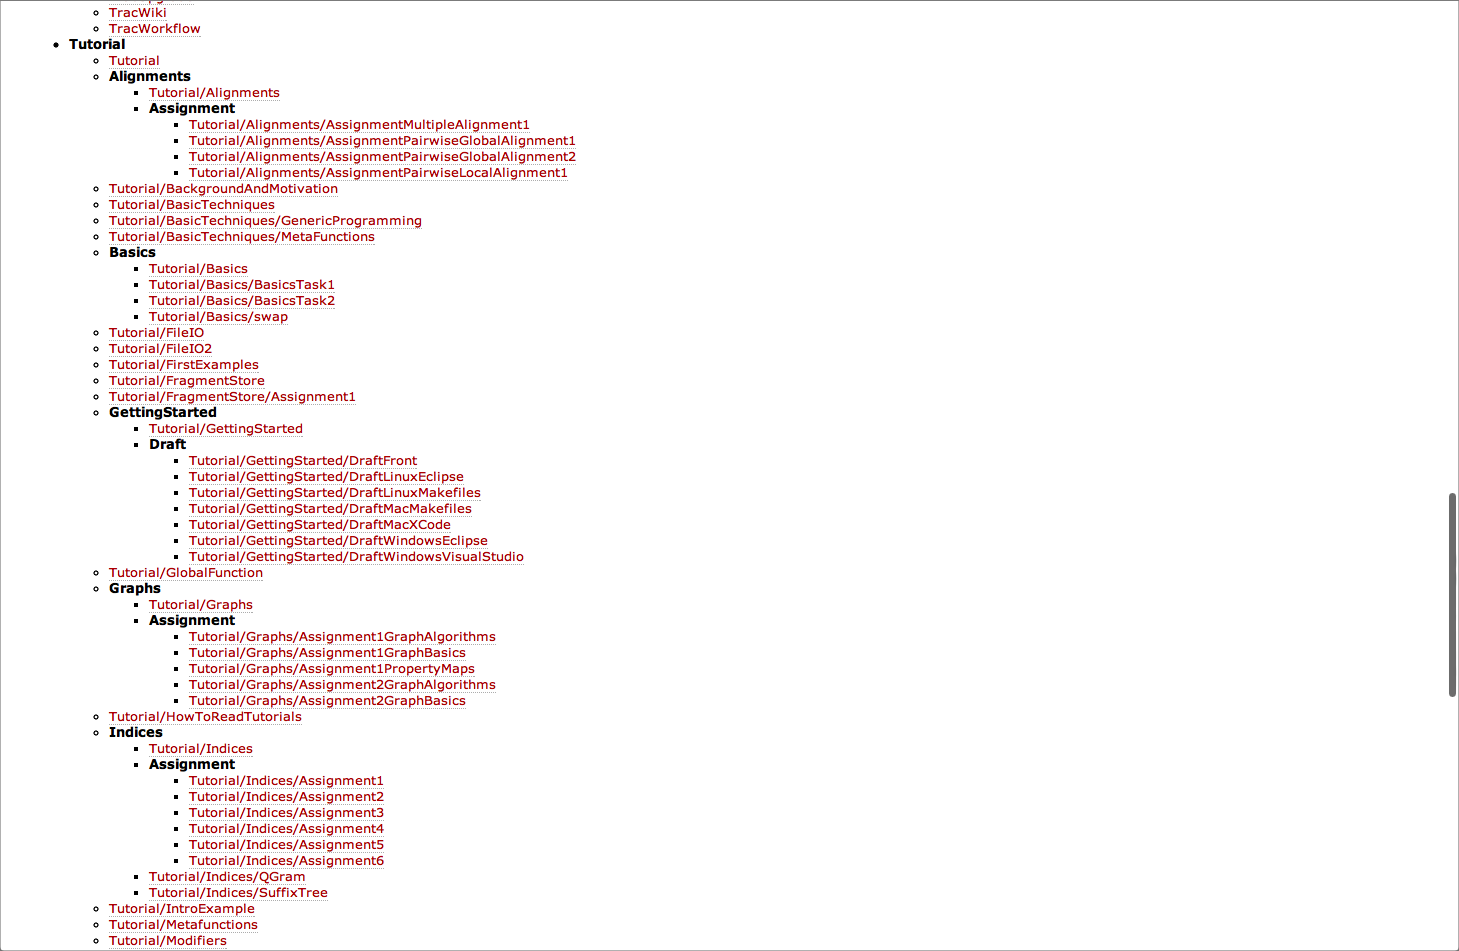 TracWiki
TracWorkflow
Tutorial
Tutorial
Alignments
Tutorial/Alignments
Assignment
Tutorial/Alignments/AssignmentMultipleAlignment1
Tutorial/Alignments/AssignmentPairwiseGlobalAlignment1
Tutorial/Alignments/AssignmentPairwiseGlobalAlignment2
Tutorial/Alignments/AssignmentPairwiseLocalAlignment1
Tutorial/BackgroundAndMotivation
Tutorial/BasicTechniques
Tutorial/BasicTechniques/GenericProgramming
Tutorial/BasicTechniques/MetaFunctions
Basics
Tutorial/Basics
Tutorial/Basics/BasicsTask1
Tutorial/Basics/BasicsTask2
Tutorial/Basics/swap
Tutorial/FileIO
Tutorial/FileIO2
Tutorial/FirstExamples
Tutorial/FragmentStore
Tutorial/FragmentStore/Assignment1
GettingStarted
Tutorial/GettingStarted
Draft
Tutorial/GettingStarted/DraftFront
Tutorial/GettingStarted/DraftLinuxEclipse
Tutorial/GettingStarted/DraftLinuxMakefiles
Tutorial/GettingStarted/DraftMacMakefiles
Tutorial/GettingStarted/DraftMacXCode
Tutorial/GettingStarted/DraftWindowsEclipse
Tutorial/GettingStarted/DraftWindowsVisualStudio
Tutorial/GlobalFunction
Graphs
Tutorial/Graphs
Assignment
Tutorial/Graphs/Assignment1GraphAlgorithms
Tutorial/Graphs/Assignment1GraphBasics
Tutorial/Graphs/Assignment1PropertyMaps
Tutorial/Graphs/Assignment2GraphAlgorithms
Tutorial/Graphs/Assignment2GraphBasics
Tutorial/HowToReadTutorials
Indices
Tutorial/Indices
Assignment
Tutorial/Indices/Assignment1
Tutorial/Indices/Assignment2
Tutorial/Indices/Assignment3
Tutorial/Indices/Assignment4
Tutorial/Indices/Assignment5
Tutorial/Indices/Assignment6
Tutorial/Indices/QGram
Tutorial/Indices/SuffixTree
Tutorial/IntroExample
Tutorial/Metafunctions
Tutorial/Modifiers